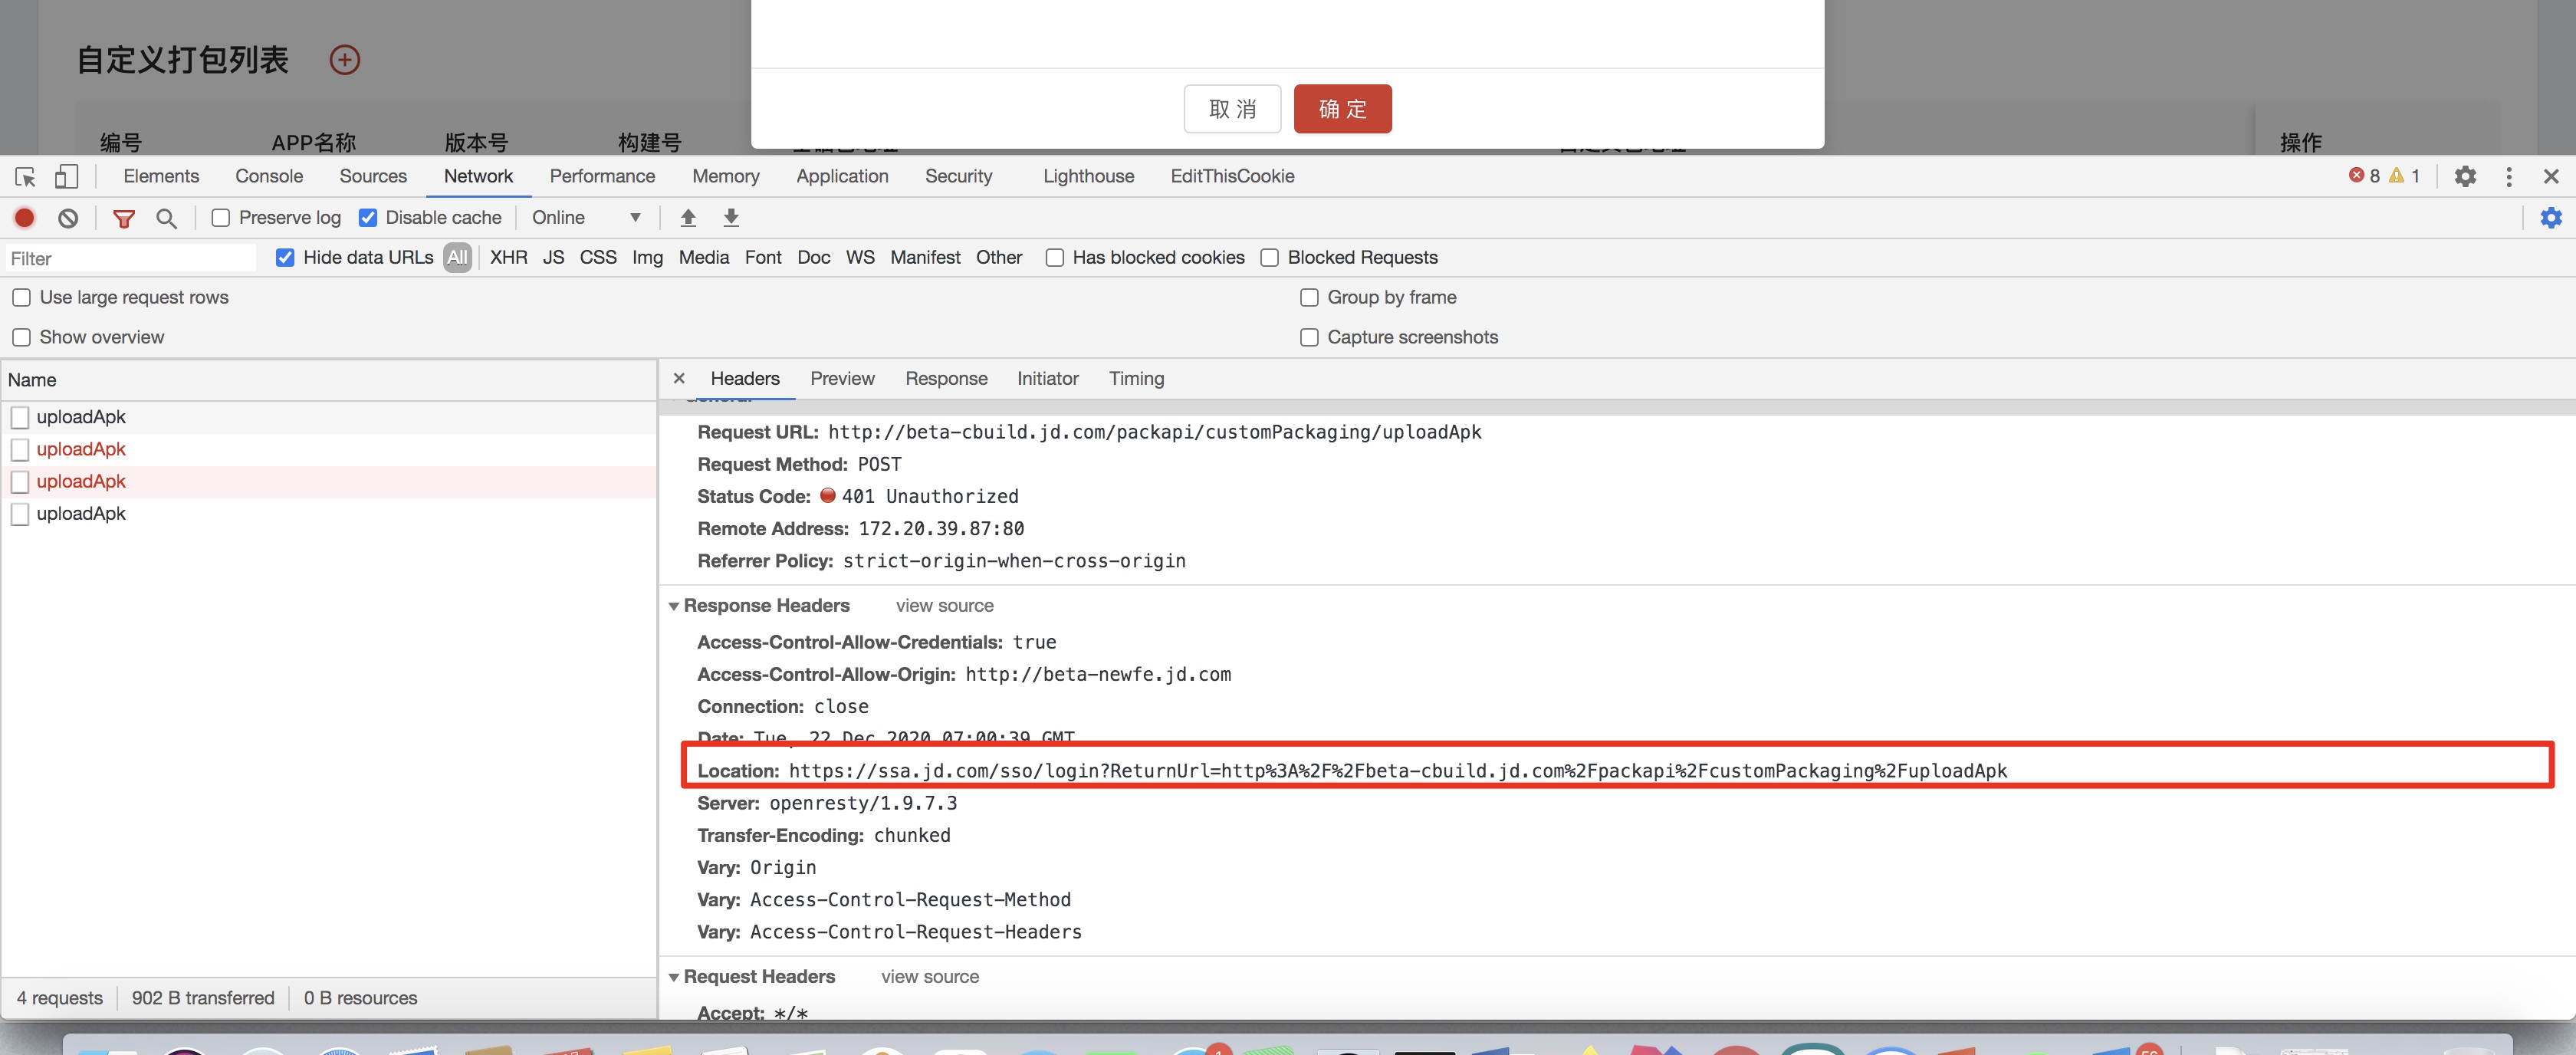 自定义打包列表
取 消 确 定
编号 APP名称 版本号 构建号 操作
Elements Console Sources Network Performance Memory Application Security Lighthouse EditThisCookie 8 1
Preserve log Disable cache Online
Filter Hide data URLs All XHR JS CSS Img Media Font Doc WS Manifest Other Has blocked cookies Blocked Requests
Use large request rows Group by frame
Show overview Capture screenshots
Name
uploadApk
uploadApk
uploadApk
uploadApk
4 requests 902 B transferred 0 B resources
Headers Preview Response Initiator Timing
General
Request URL: http://beta-cbuild.jd.com/packapi/customPackaging/uploadApk
Request Method: POST
Status Code: 401 Unauthorized
Remote Address: 172.20.39.87:80
Referrer Policy: strict-origin-when-cross-origin
Response Headers view source
Access-Control-Allow-Credentials: true
Access-Control-Allow-Origin: http://beta-newfe.jd.com
Connection: close
Date: Tue, 22 Dec 2020 07:00:39 GMT
Location: https://ssa.jd.com/sso/login?ReturnUrl=http%3A%2F%2Fbeta-cbuild.jd.com%2Fpackapi%2FcustomPackaging%2FuploadApk
Server: openresty/1.9.7.3
Transfer-Encoding: chunked
Vary: Origin
Vary: Access-Control-Request-Method
Vary: Access-Control-Request-Headers
Request Headers view source
Accept: */*